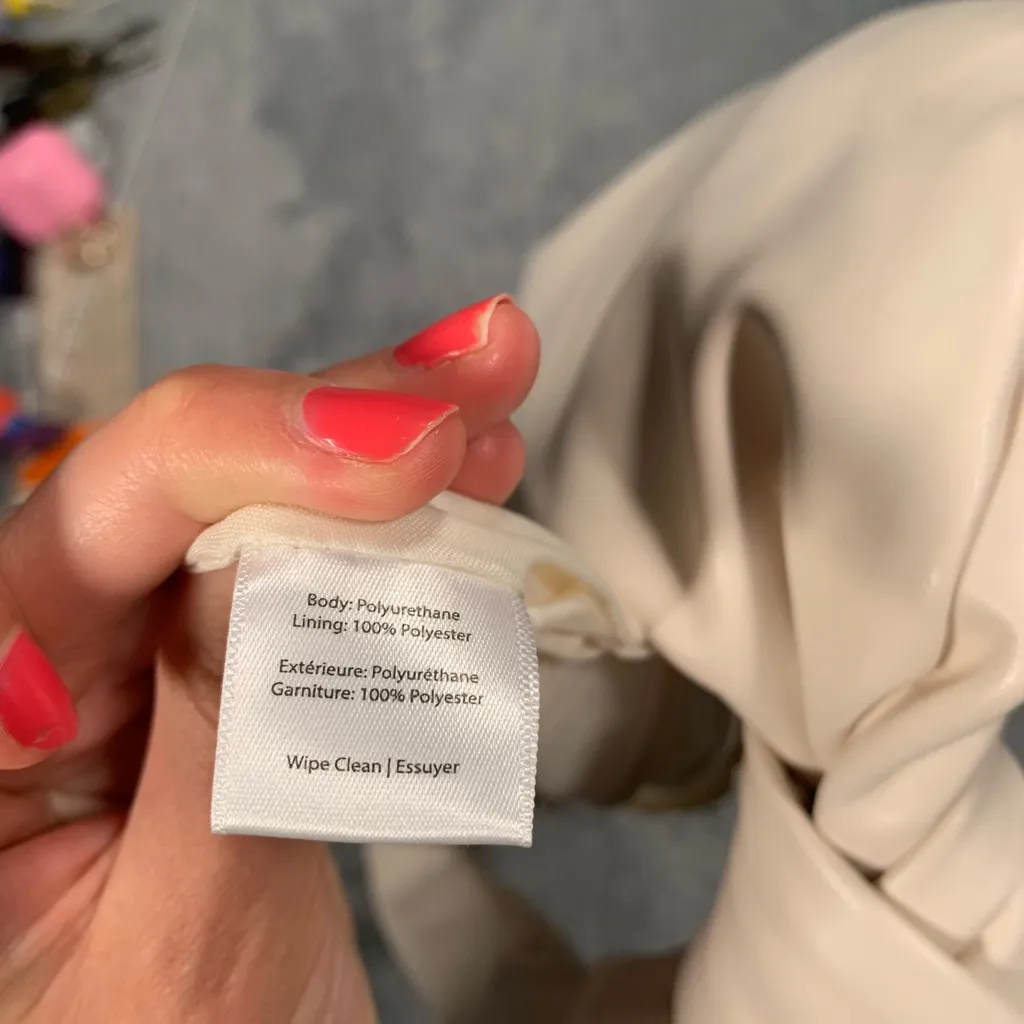 Body: Polyurethane
Lining: 100% Polyester
Extérieure: Polyuréthane
Garniture: 100% Polyester
Wipe Clean | Essuyer